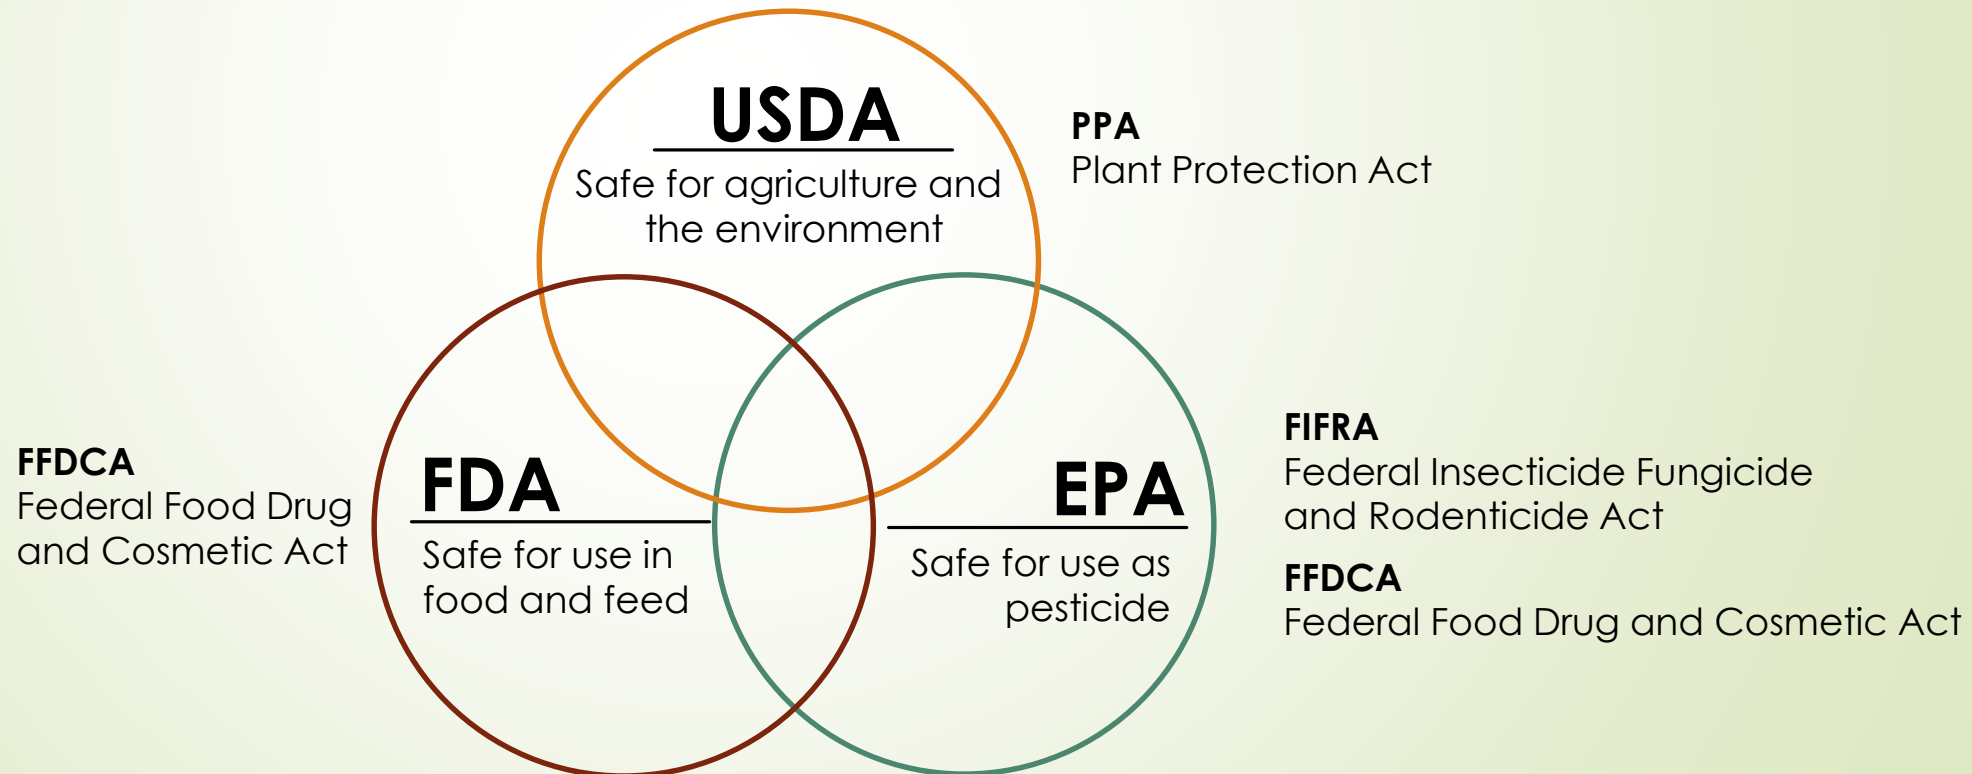 USDA
Safe for agriculture and
the environment
PPA
Plant Protection Act
FFDCA
Federal Food Drug
and Cosmetic Act
FDA
Safe for use in
food and feed
EPA
Safe for use as
pesticide
FIFRA
Federal Insecticide Fungicide
and Rodenticide Act
FFDCA
Federal Food Drug and Cosmetic Act